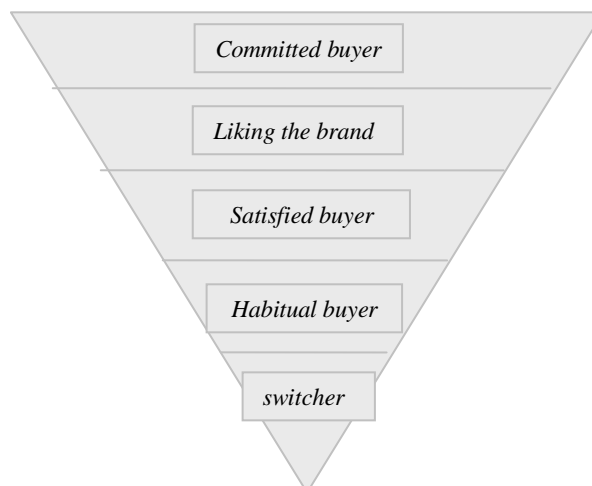 Committed buyer
Liking the brand
Satisfied buyer
Habitual buyer
switcher